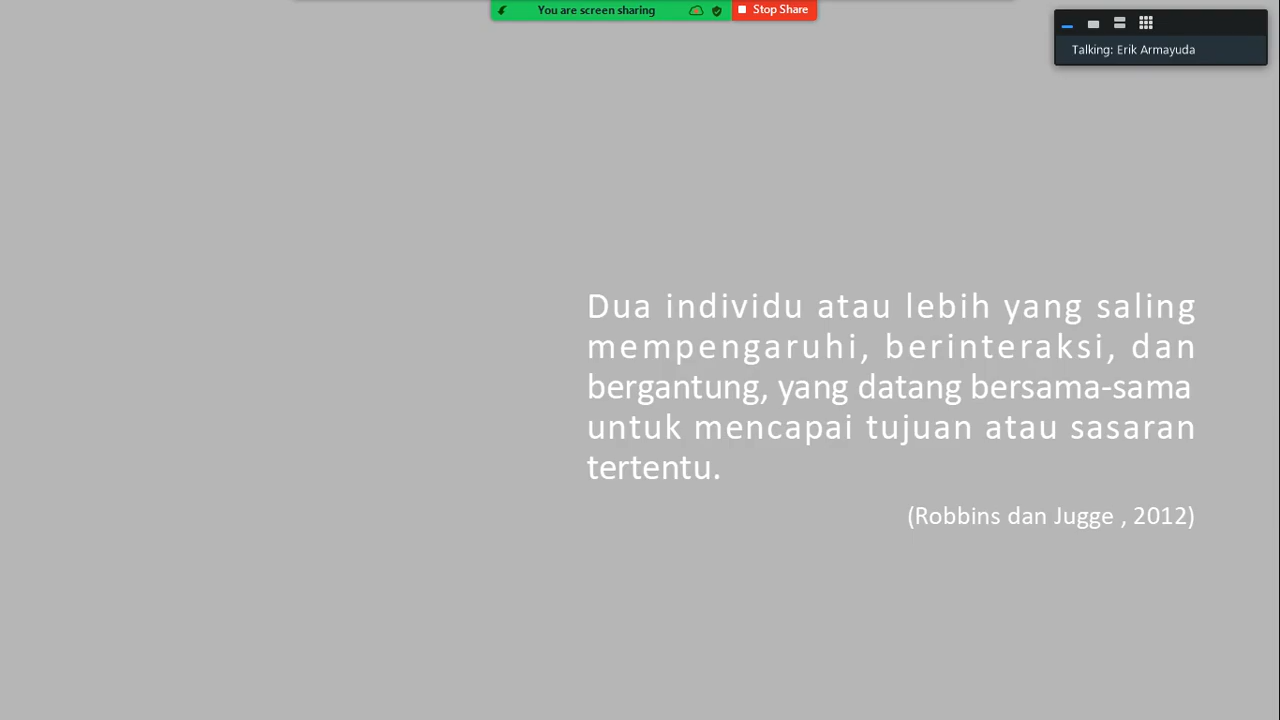 You are screen sharing
Stop Share
Talking: Erik Armayuda
Dua individu atau lebih yang saling
mempengaruhi, berinteraksi, dan
bergantung, yang datang bersama-sama
untuk mencapai tujuan atau sasaran
tertentu.
(Robbins dan Jugge , 2012)